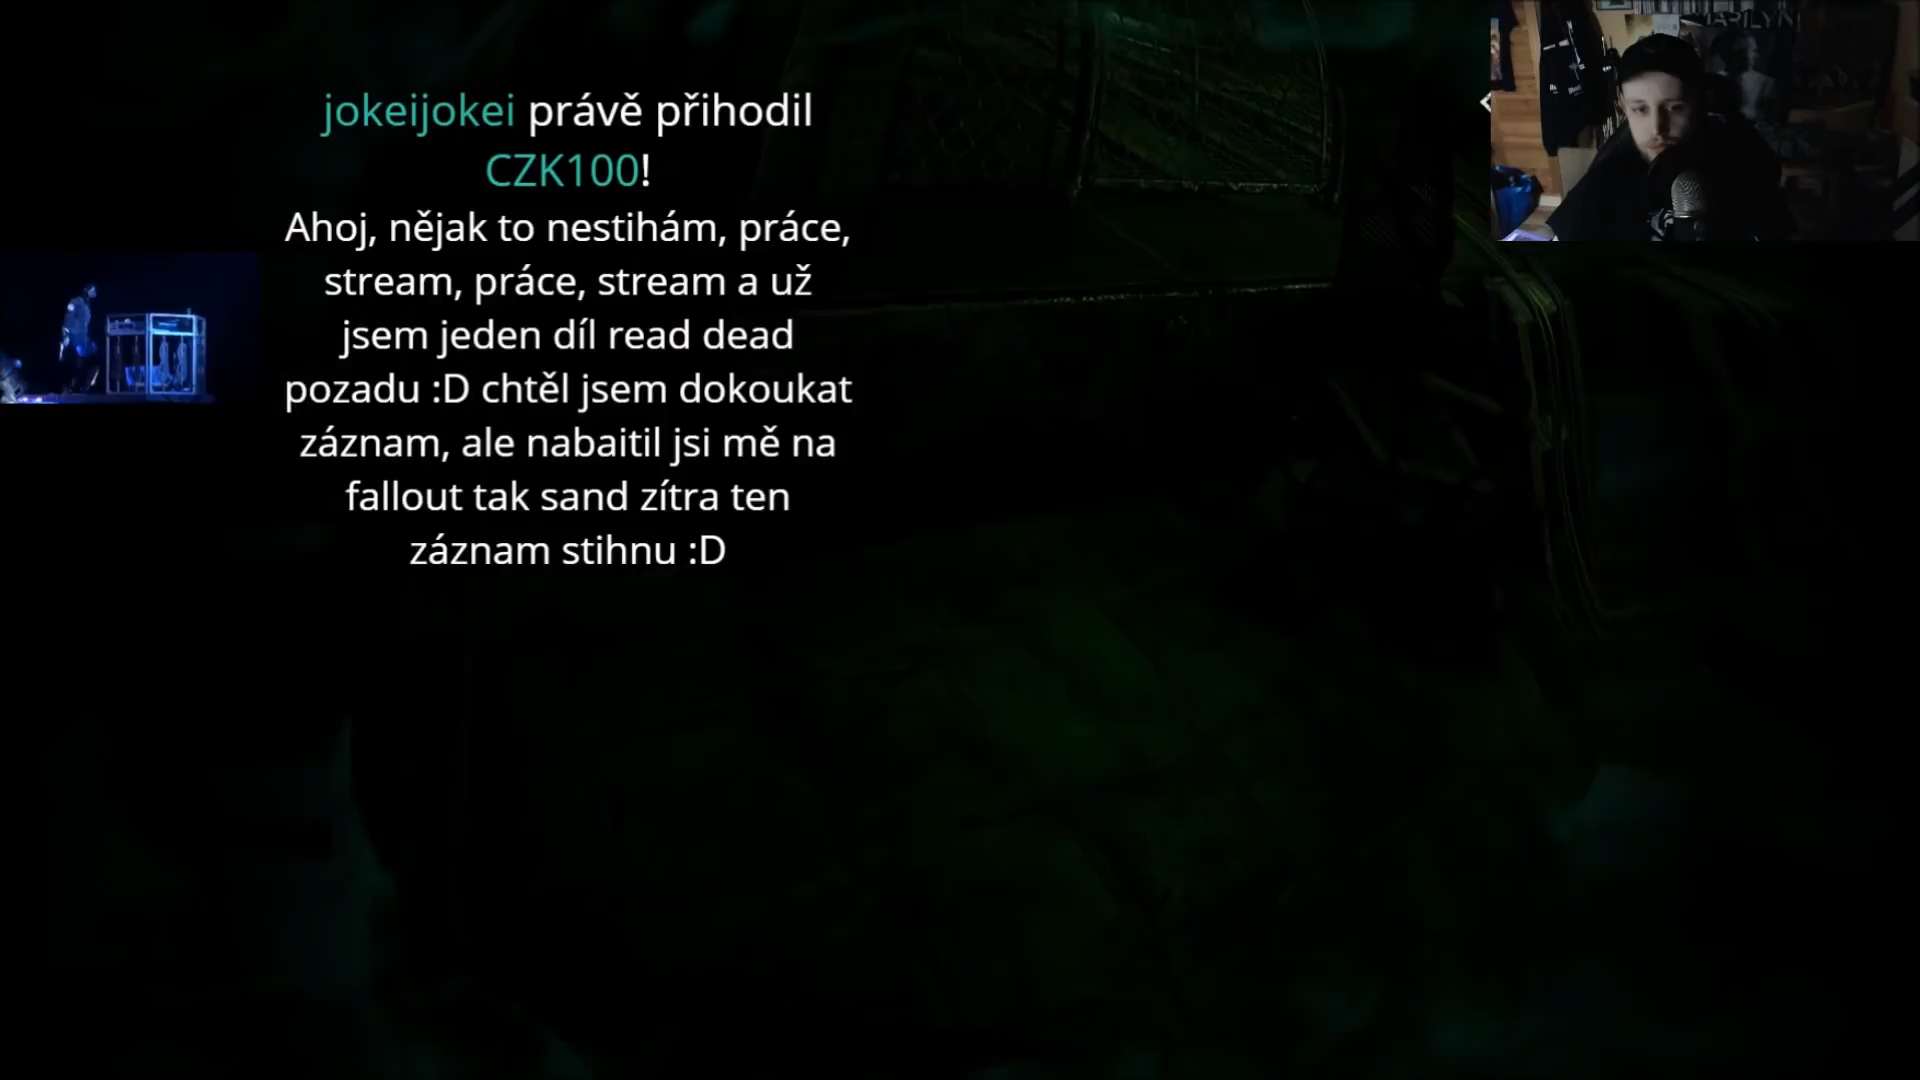 jokeijokei právě přihodil
CZK100!
Ahoj, nějak to nestihám, práce,
stream, práce, stream a už
jsem jeden díl read dead
pozadu :D chtěl jsem dokoukat
záznam, ale nabaitil jsi mě na
fallout tak sand zítra ten
záznam stihnu :D
MARILYN